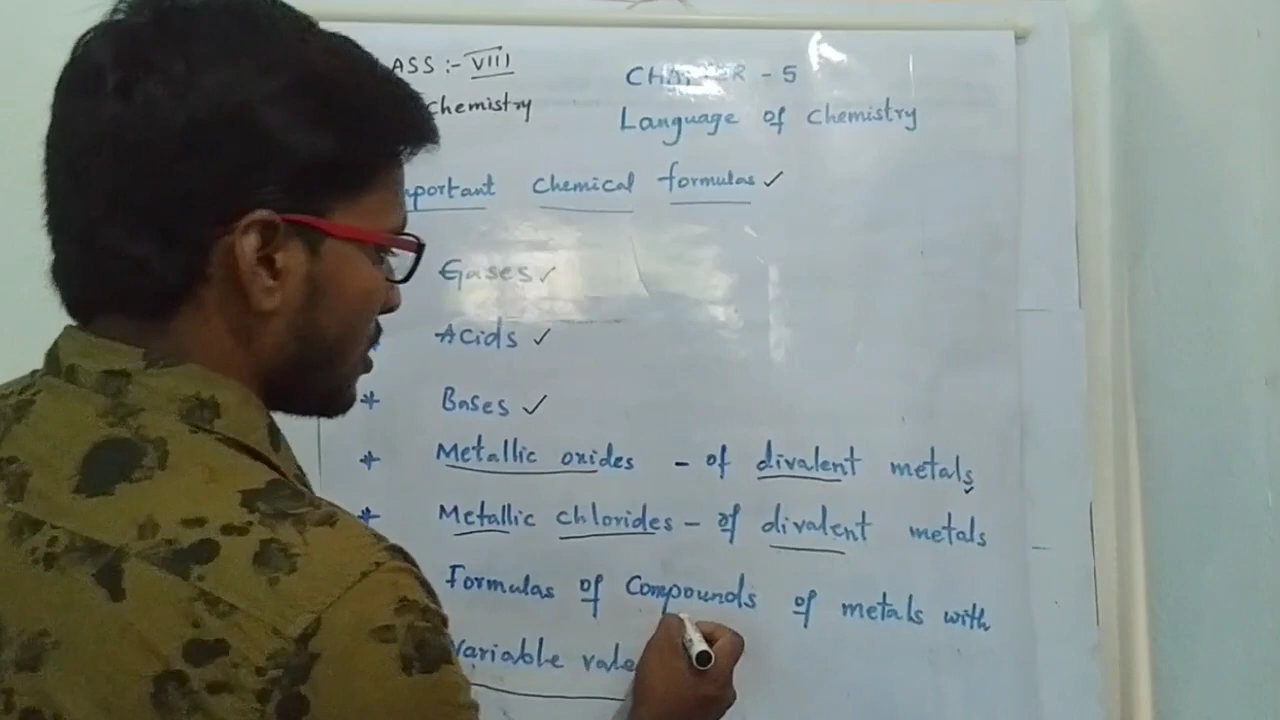 ASS :- VIII
CHAPTER - 5
chemistry
Language of chemistry
mportant chemical formulas ✓
Gases ✓
Acids ✓
* Bases ✓
* Metallic oxides - of divalent metals
* Metallic chlorides - of divalent metals
Formulas of Compounds of metals with
variable vale